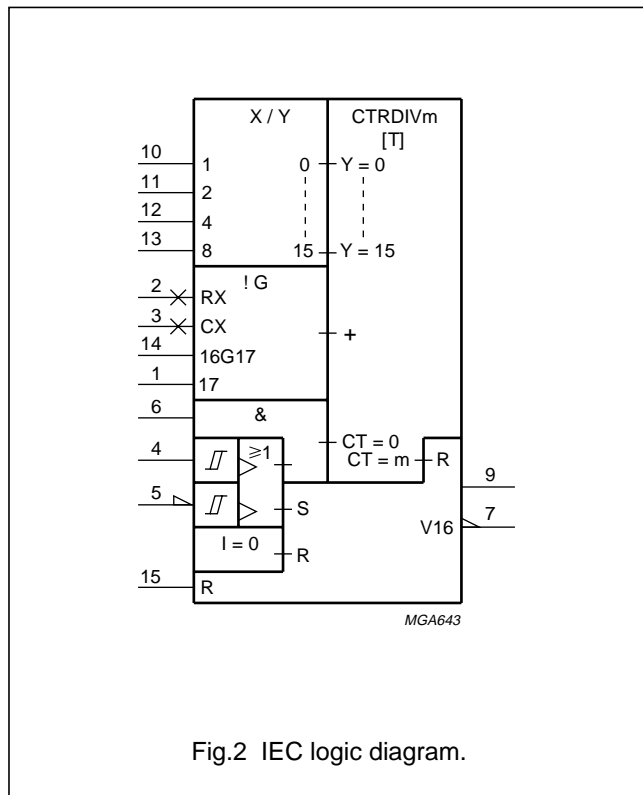 X / Y CTRDIVm
[T]
10 1 0 Y = 0
11 2
12 4
13 8 15 Y = 15
! G
2 RX
3 CX +
14 16G17
1 17
6 &
CT = 0
4 ≥1 CT = m R
9
5 S 7
V16
I = 0 R
15 R
MGA643
Fig.2 IEC logic diagram.